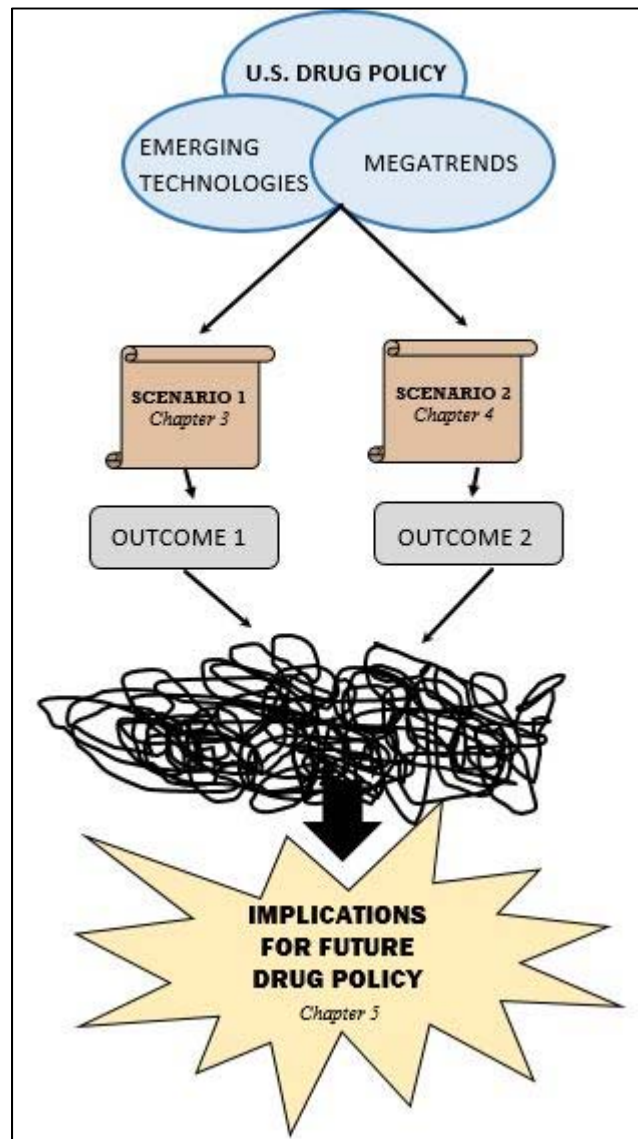 U.S. DRUG POLICY
EMERGING
TECHNOLOGIES
MEGATRENDS
SCENARIO 1
Chapter 3
SCENARIO 2
Chapter 4
OUTCOME 1
OUTCOME 2
IMPLICATIONS
FOR FUTURE
DRUG POLICY
Chapter 5